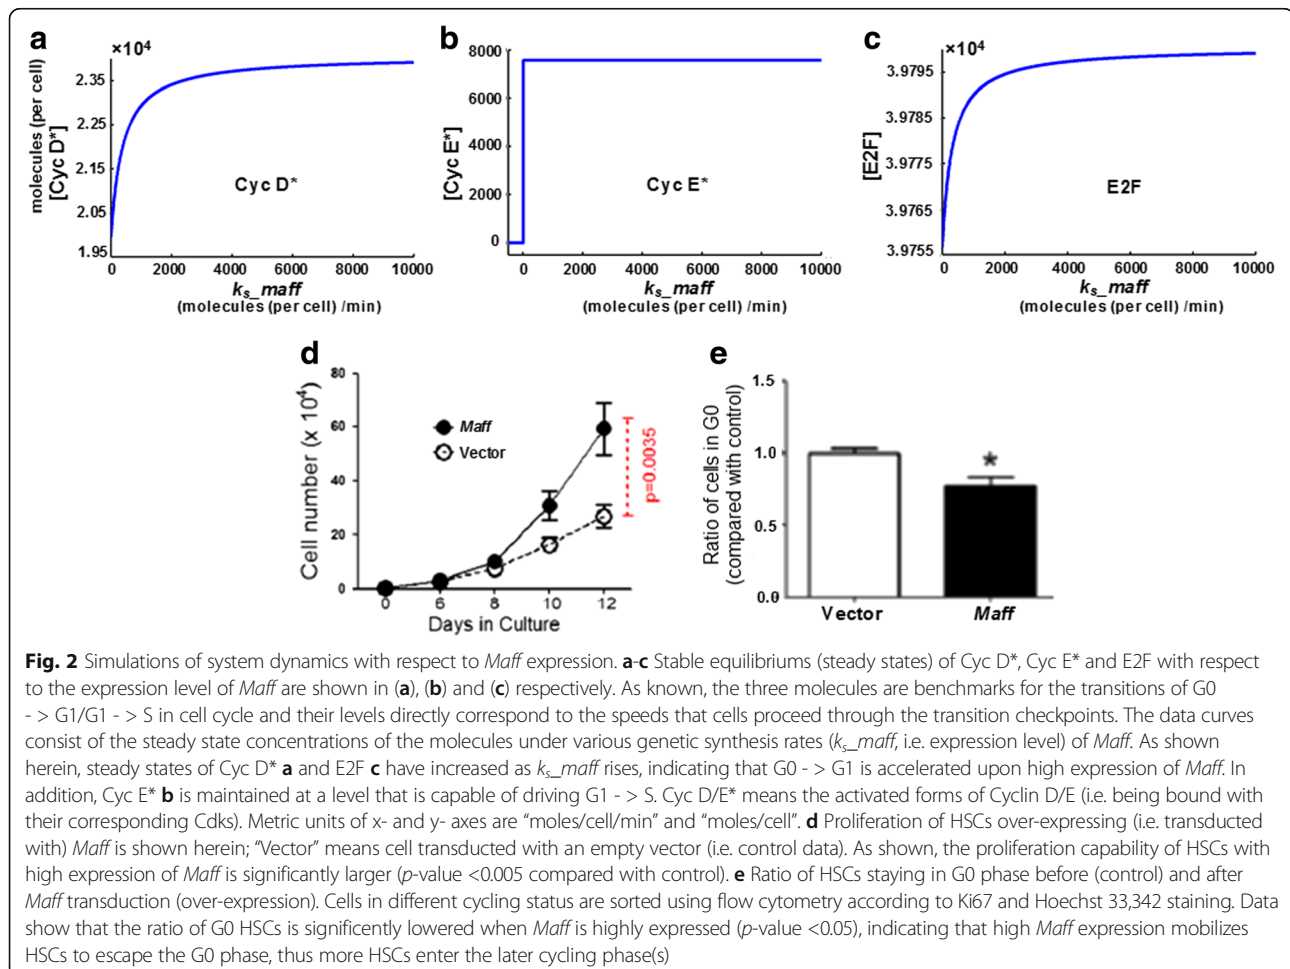 a
×10⁴
2.35
2.25
2.15
2.05
1.95
molecules (per cell)
[Cyc D*]
Cyc D*
0 2000 4000 6000 8000 10000
kₛ_maff
(molecules (per cell) /min)
b
8000
6000
4000
2000
0
[Cyc E*]
Cyc E*
0 2000 4000 6000 8000 10000
kₛ_maff
(molecules (per cell) /min)
c
×10⁴
3.9795
3.9785
3.9775
3.9765
3.9755
[E2F]
E2F
0 2000 4000 6000 8000 10000
kₛ_maff
(molecules (per cell) /min)
d
80
60
40
20
0
Cell number (x 10⁴)
Maff
Vector
p=0.0035
0 6 8 10 12
Days in Culture
e
1.5
1.0
0.5
0.0
Ratio of cells in G0
(compared with control)
*
Vector Maff
Fig. 2 Simulations of system dynamics with respect to Maff expression. a-c Stable equilibriums (steady states) of Cyc D*, Cyc E* and E2F with respect
to the expression level of Maff are shown in (a), (b) and (c) respectively. As known, the three molecules are benchmarks for the transitions of G0
- > G1/G1 - > S in cell cycle and their levels directly correspond to the speeds that cells proceed through the transition checkpoints. The data curves
consist of the steady state concentrations of the molecules under various genetic synthesis rates (kₛ_maff, i.e. expression level) of Maff. As shown
herein, steady states of Cyc D* a and E2F c have increased as kₛ_maff rises, indicating that G0 - > G1 is accelerated upon high expression of Maff. In
addition, Cyc E* b is maintained at a level that is capable of driving G1 - > S. Cyc D/E* means the activated forms of Cyclin D/E (i.e. being bound with
their corresponding Cdks). Metric units of x- and y- axes are “moles/cell/min” and “moles/cell”. d Proliferation of HSCs over-expressing (i.e. transducted
with) Maff is shown herein; “Vector” means cell transducted with an empty vector (i.e. control data). As shown, the proliferation capability of HSCs with
high expression of Maff is significantly larger (p-value <0.005 compared with control). e Ratio of HSCs staying in G0 phase before (control) and after
Maff transduction (over-expression). Cells in different cycling status are sorted using flow cytometry according to Ki67 and Hoechst 33,342 staining. Data
show that the ratio of G0 HSCs is significantly lowered when Maff is highly expressed (p-value <0.05), indicating that high Maff expression mobilizes
HSCs to escape the G0 phase, thus more HSCs enter the later cycling phase(s)